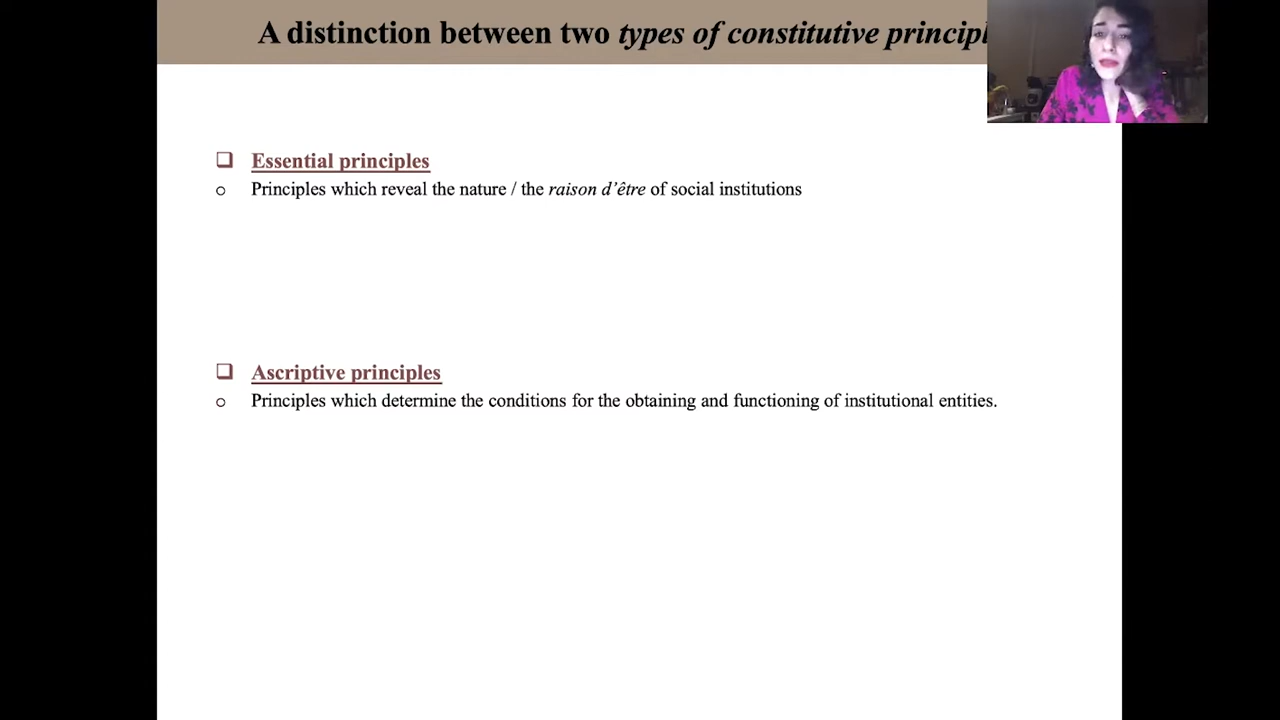 A distinction between two types of constitutive
Essential principles
Principles which reveal the nature / the raison d’être of social institutions
Ascriptive principles
Principles which determine the conditions for the obtaining and functioning of institutional entities.